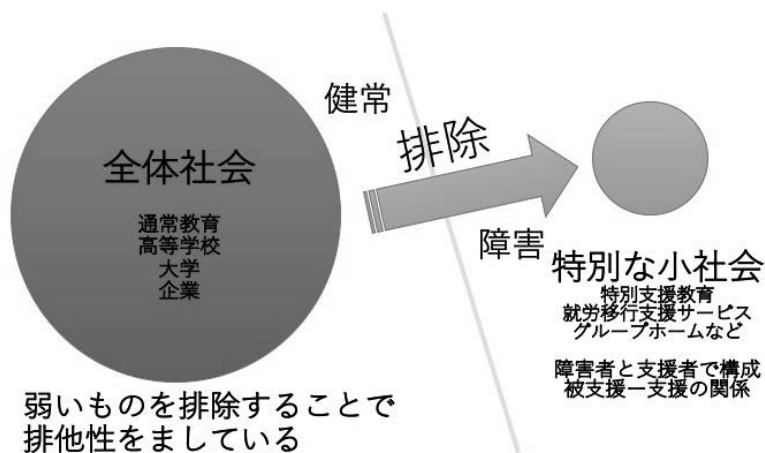 全体社会
通常教育
高等学校
大学
企業
弱いものを排除することで
排他性をましている
健常
排除
障害
特別な小社会
特別支援教育
就労移行支援サービス
グループホームなど
障害者と支援者で構成
被支援ー支援の関係